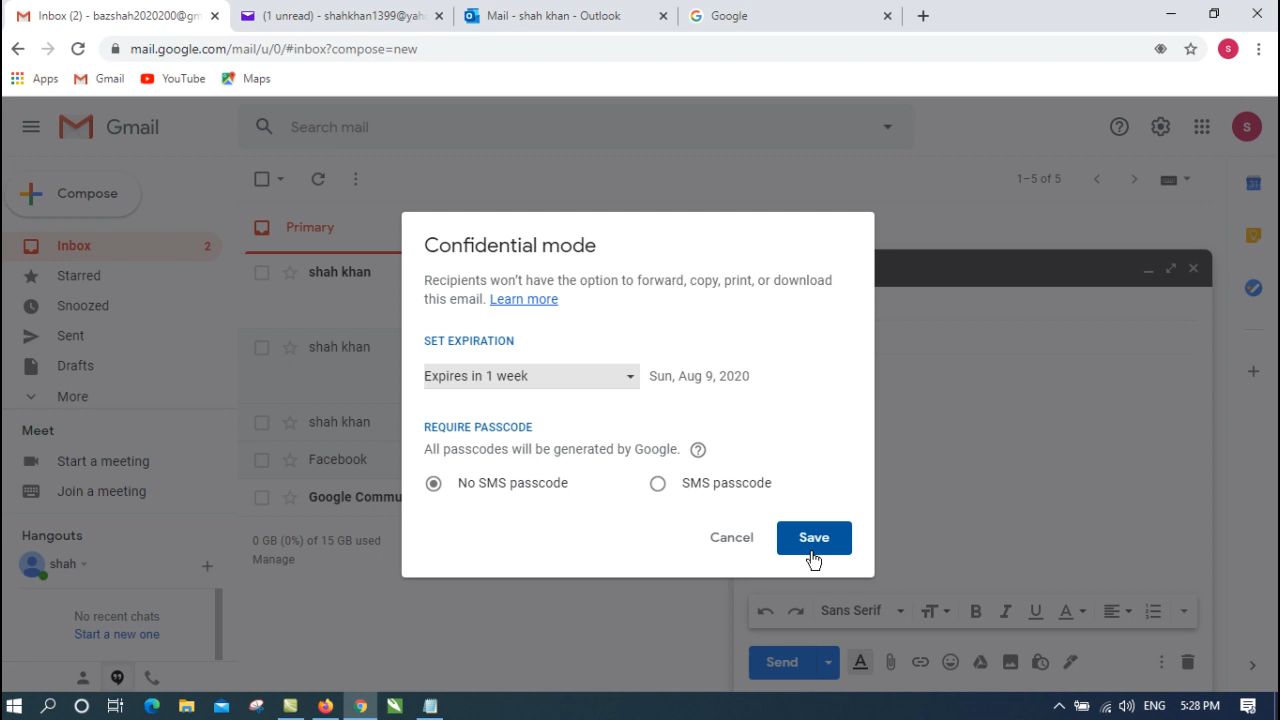 Inbox (2) - bazshah2020200@gm
(1 unread) - shahkhan1399@yah
Mail - shah khan - Outlook
Google
mail.google.com/mail/u/0/#inbox?compose=new
S
Apps
Gmail
YouTube
Maps
Gmail
Search mail
S
Compose
1–5 of 5
Inbox
2
Starred
Snoozed
Sent
Drafts
More
Meet
Start a meeting
Join a meeting
Hangouts
shah
No recent chats
Start a new one
Primary
shah khan
shah khan
shah khan
Facebook
Google Commu
0 GB (0%) of 15 GB used
Manage
Confidential mode
Recipients won't have the option to forward, copy, print, or download
this email. Learn more
SET EXPIRATION
Expires in 1 week
Sun, Aug 9, 2020
REQUIRE PASSCODE
All passcodes will be generated by Google.
No SMS passcode
SMS passcode
Cancel
Save
Sans Serif
Send
ENG
5:28 PM